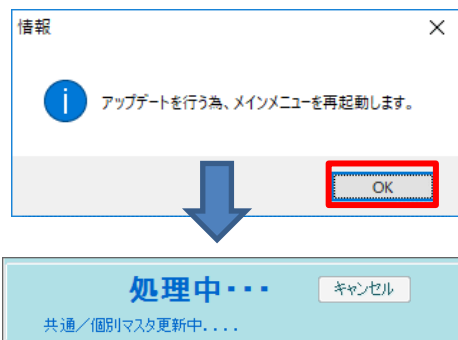 情報
アップデートを行う為、メインメニューを再起動します。
OK
処理中・・・
キャンセル
共通／個別マスタ更新中．．．．